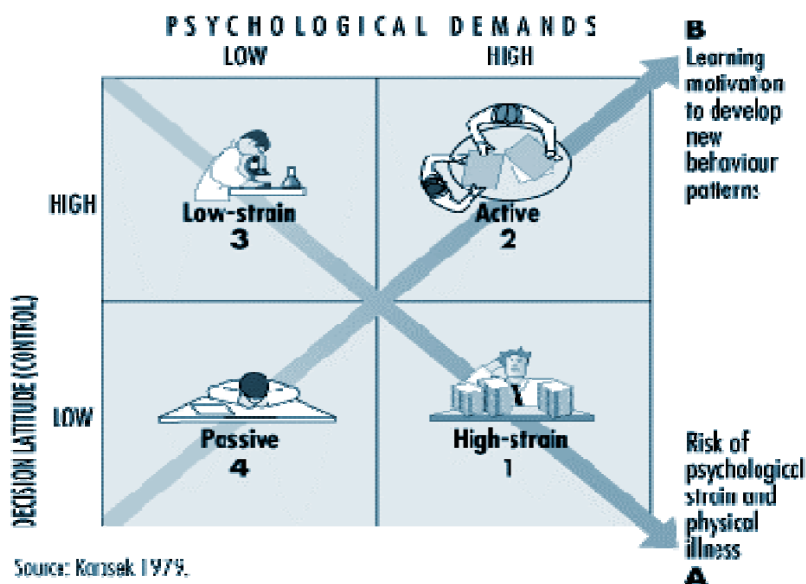 PSYCHOLOGICAL DEMANDS
LOW
HIGH
B
Learning
motivation
to develop
new
behaviour
patterns
HIGH
Low-strain
3
Active
2
DECISION LATITUDE (CONTROL)
LOW
Passive
4
High-strain
1
Risk of
psychological
strain and
physical
illness
A
Source: Karasek 1979.